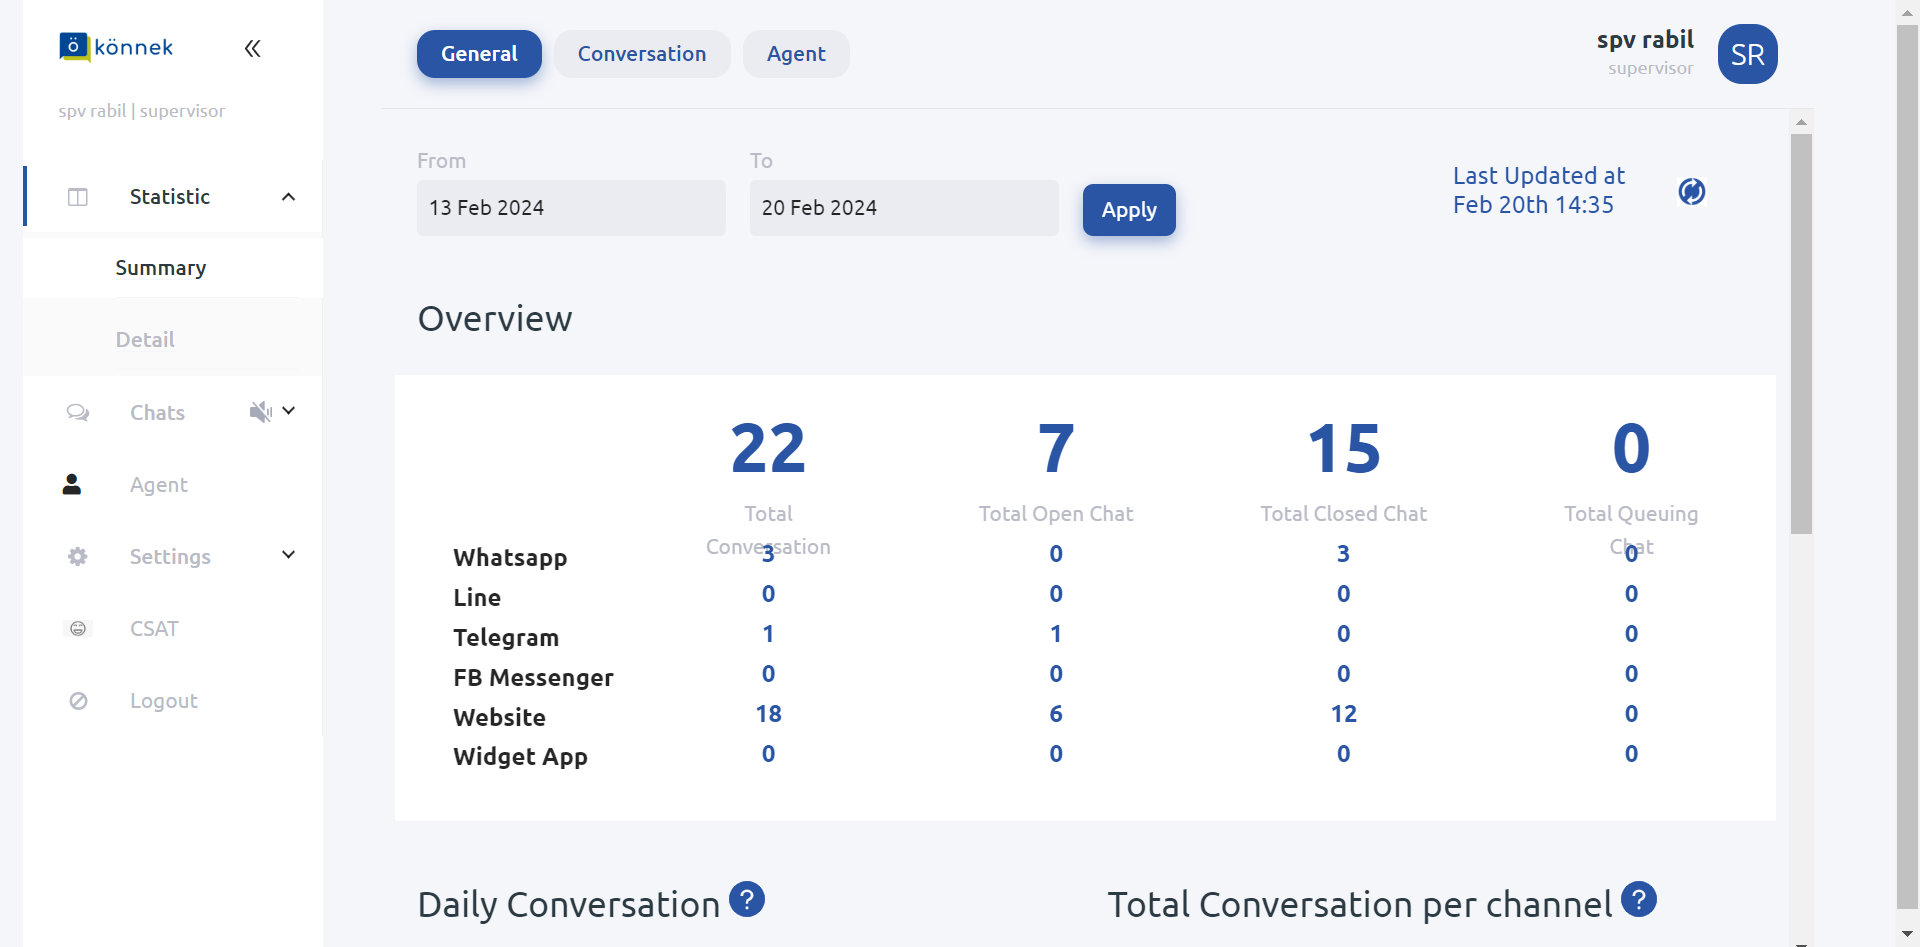 könnek
spv rabil | supervisor
Statistic
Summary
Detail
Chats
Agent
Settings
CSAT
Logout
General Conversation Agent
spv rabil
supervisor
SR
From To
13 Feb 2024 20 Feb 2024 Apply
Last Updated at
Feb 20th 14:35
Overview
22 7 15 0
Total Conversation Total Open Chat Total Closed Chat Total Queuing Chat
Whatsapp 3 0 3 0
Line 0 0 0 0
Telegram 1 1 0 0
FB Messenger 0 0 0 0
Website 18 6 12 0
Widget App 0 0 0 0
Daily Conversation ? Total Conversation per channel ?